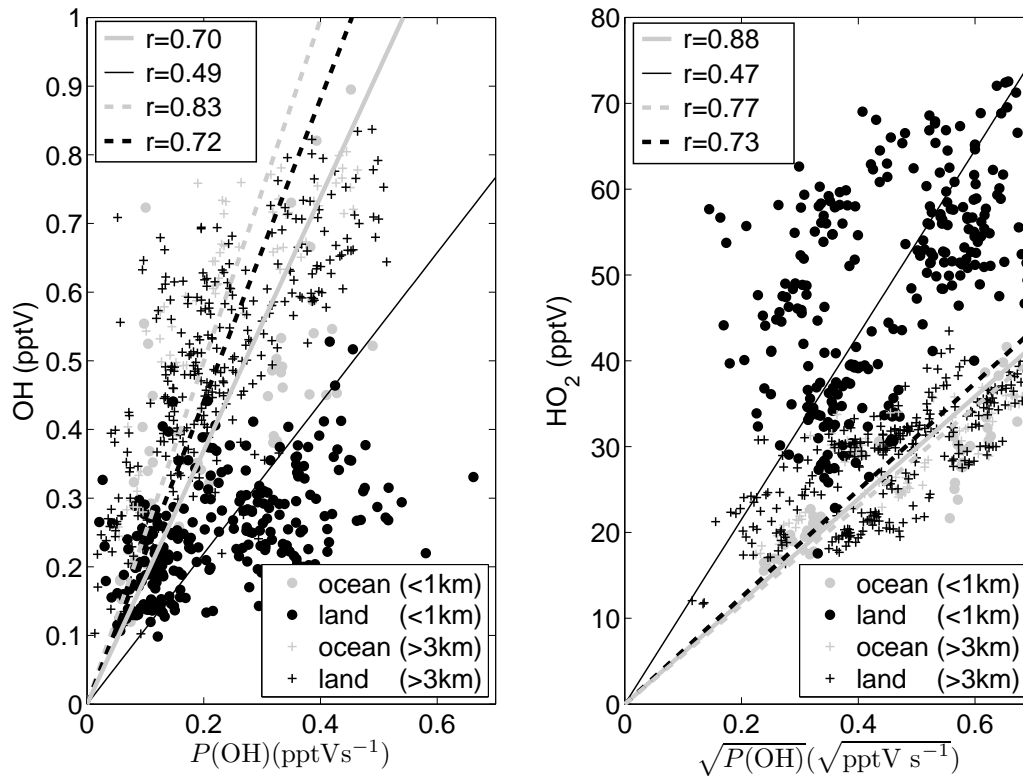 r=0.70
r=0.49
r=0.83
r=0.72
1
0.9
0.8
0.7
0.6
0.5
0.4
0.3
0.2
0.1
0
OH (pptV)
ocean (<1km)
land (<1km)
ocean (>3km)
land (>3km)
0 0.2 0.4 0.6
P(OH)(pptVs⁻¹)
r=0.88
r=0.47
r=0.77
r=0.73
80
70
60
50
40
30
20
10
0
HO₂ (pptV)
ocean (<1km)
land (<1km)
ocean (>3km)
land (>3km)
0 0.2 0.4 0.6
√P(OH)(√pptV s⁻¹)